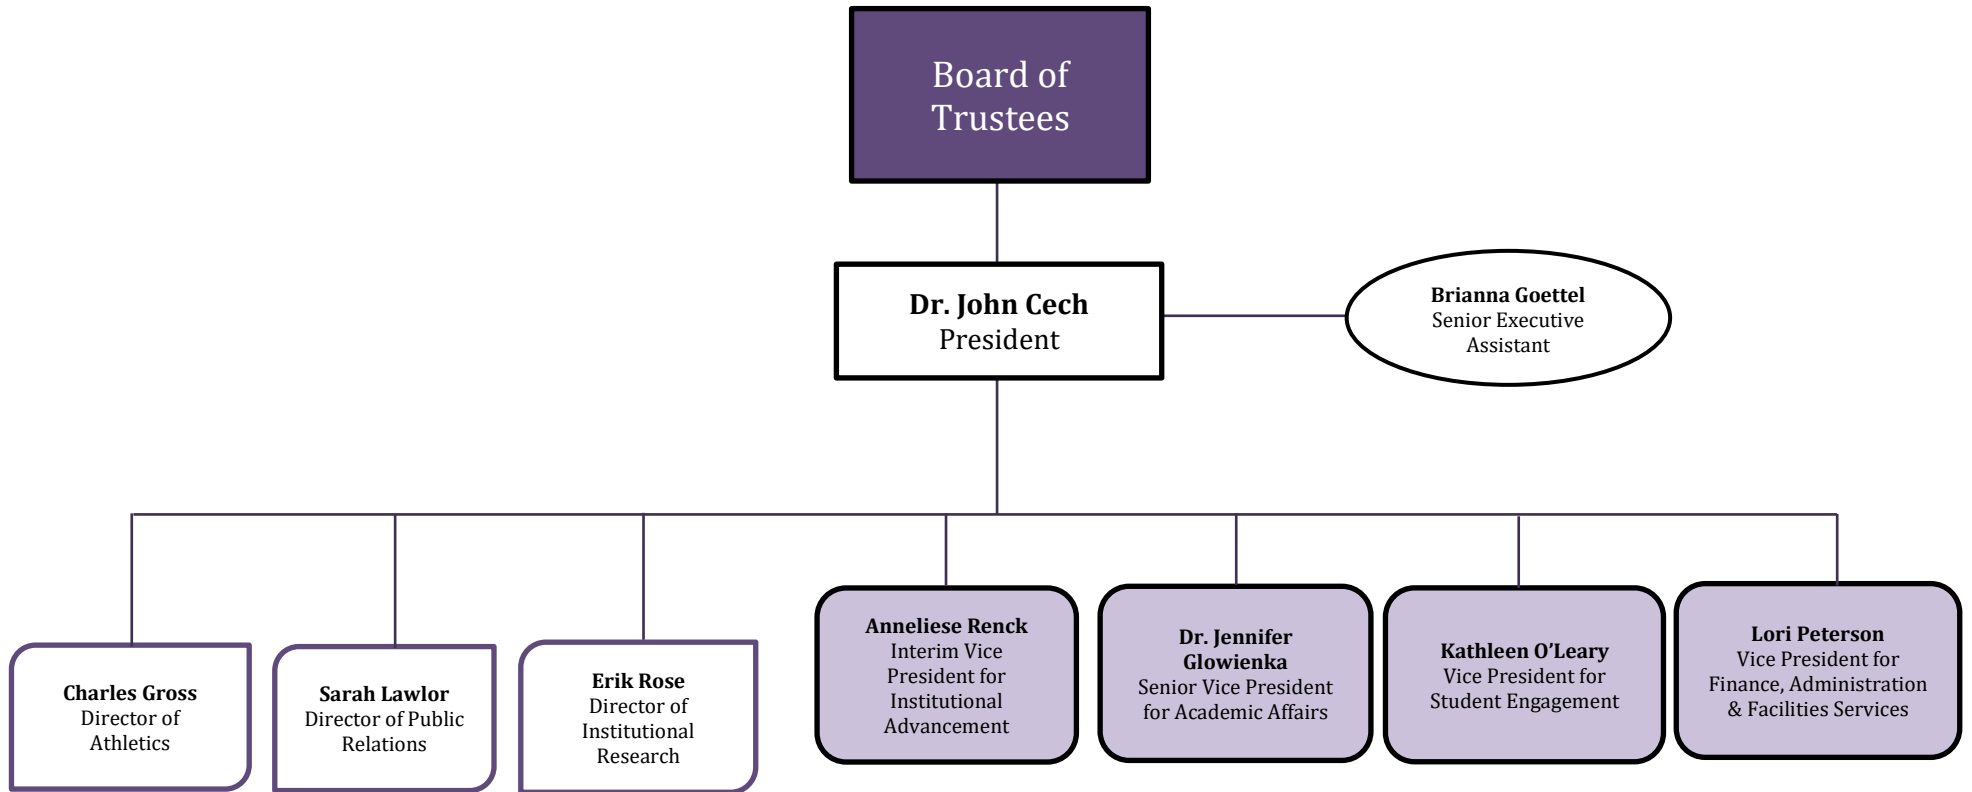 Board of
Trustees
Dr. John Cech
President
Brianna Goettel
Senior Executive
Assistant
Charles Gross
Director of
Athletics
Sarah Lawlor
Director of Public
Relations
Erik Rose
Director of
Institutional
Research
Anneliese Renck
Interim Vice
President for
Institutional
Advancement
Dr. Jennifer
Glowienka
Senior Vice President
for Academic Affairs
Kathleen O’Leary
Vice President for
Student Engagement
Lori Peterson
Vice President for
Finance, Administration
& Facilities Services